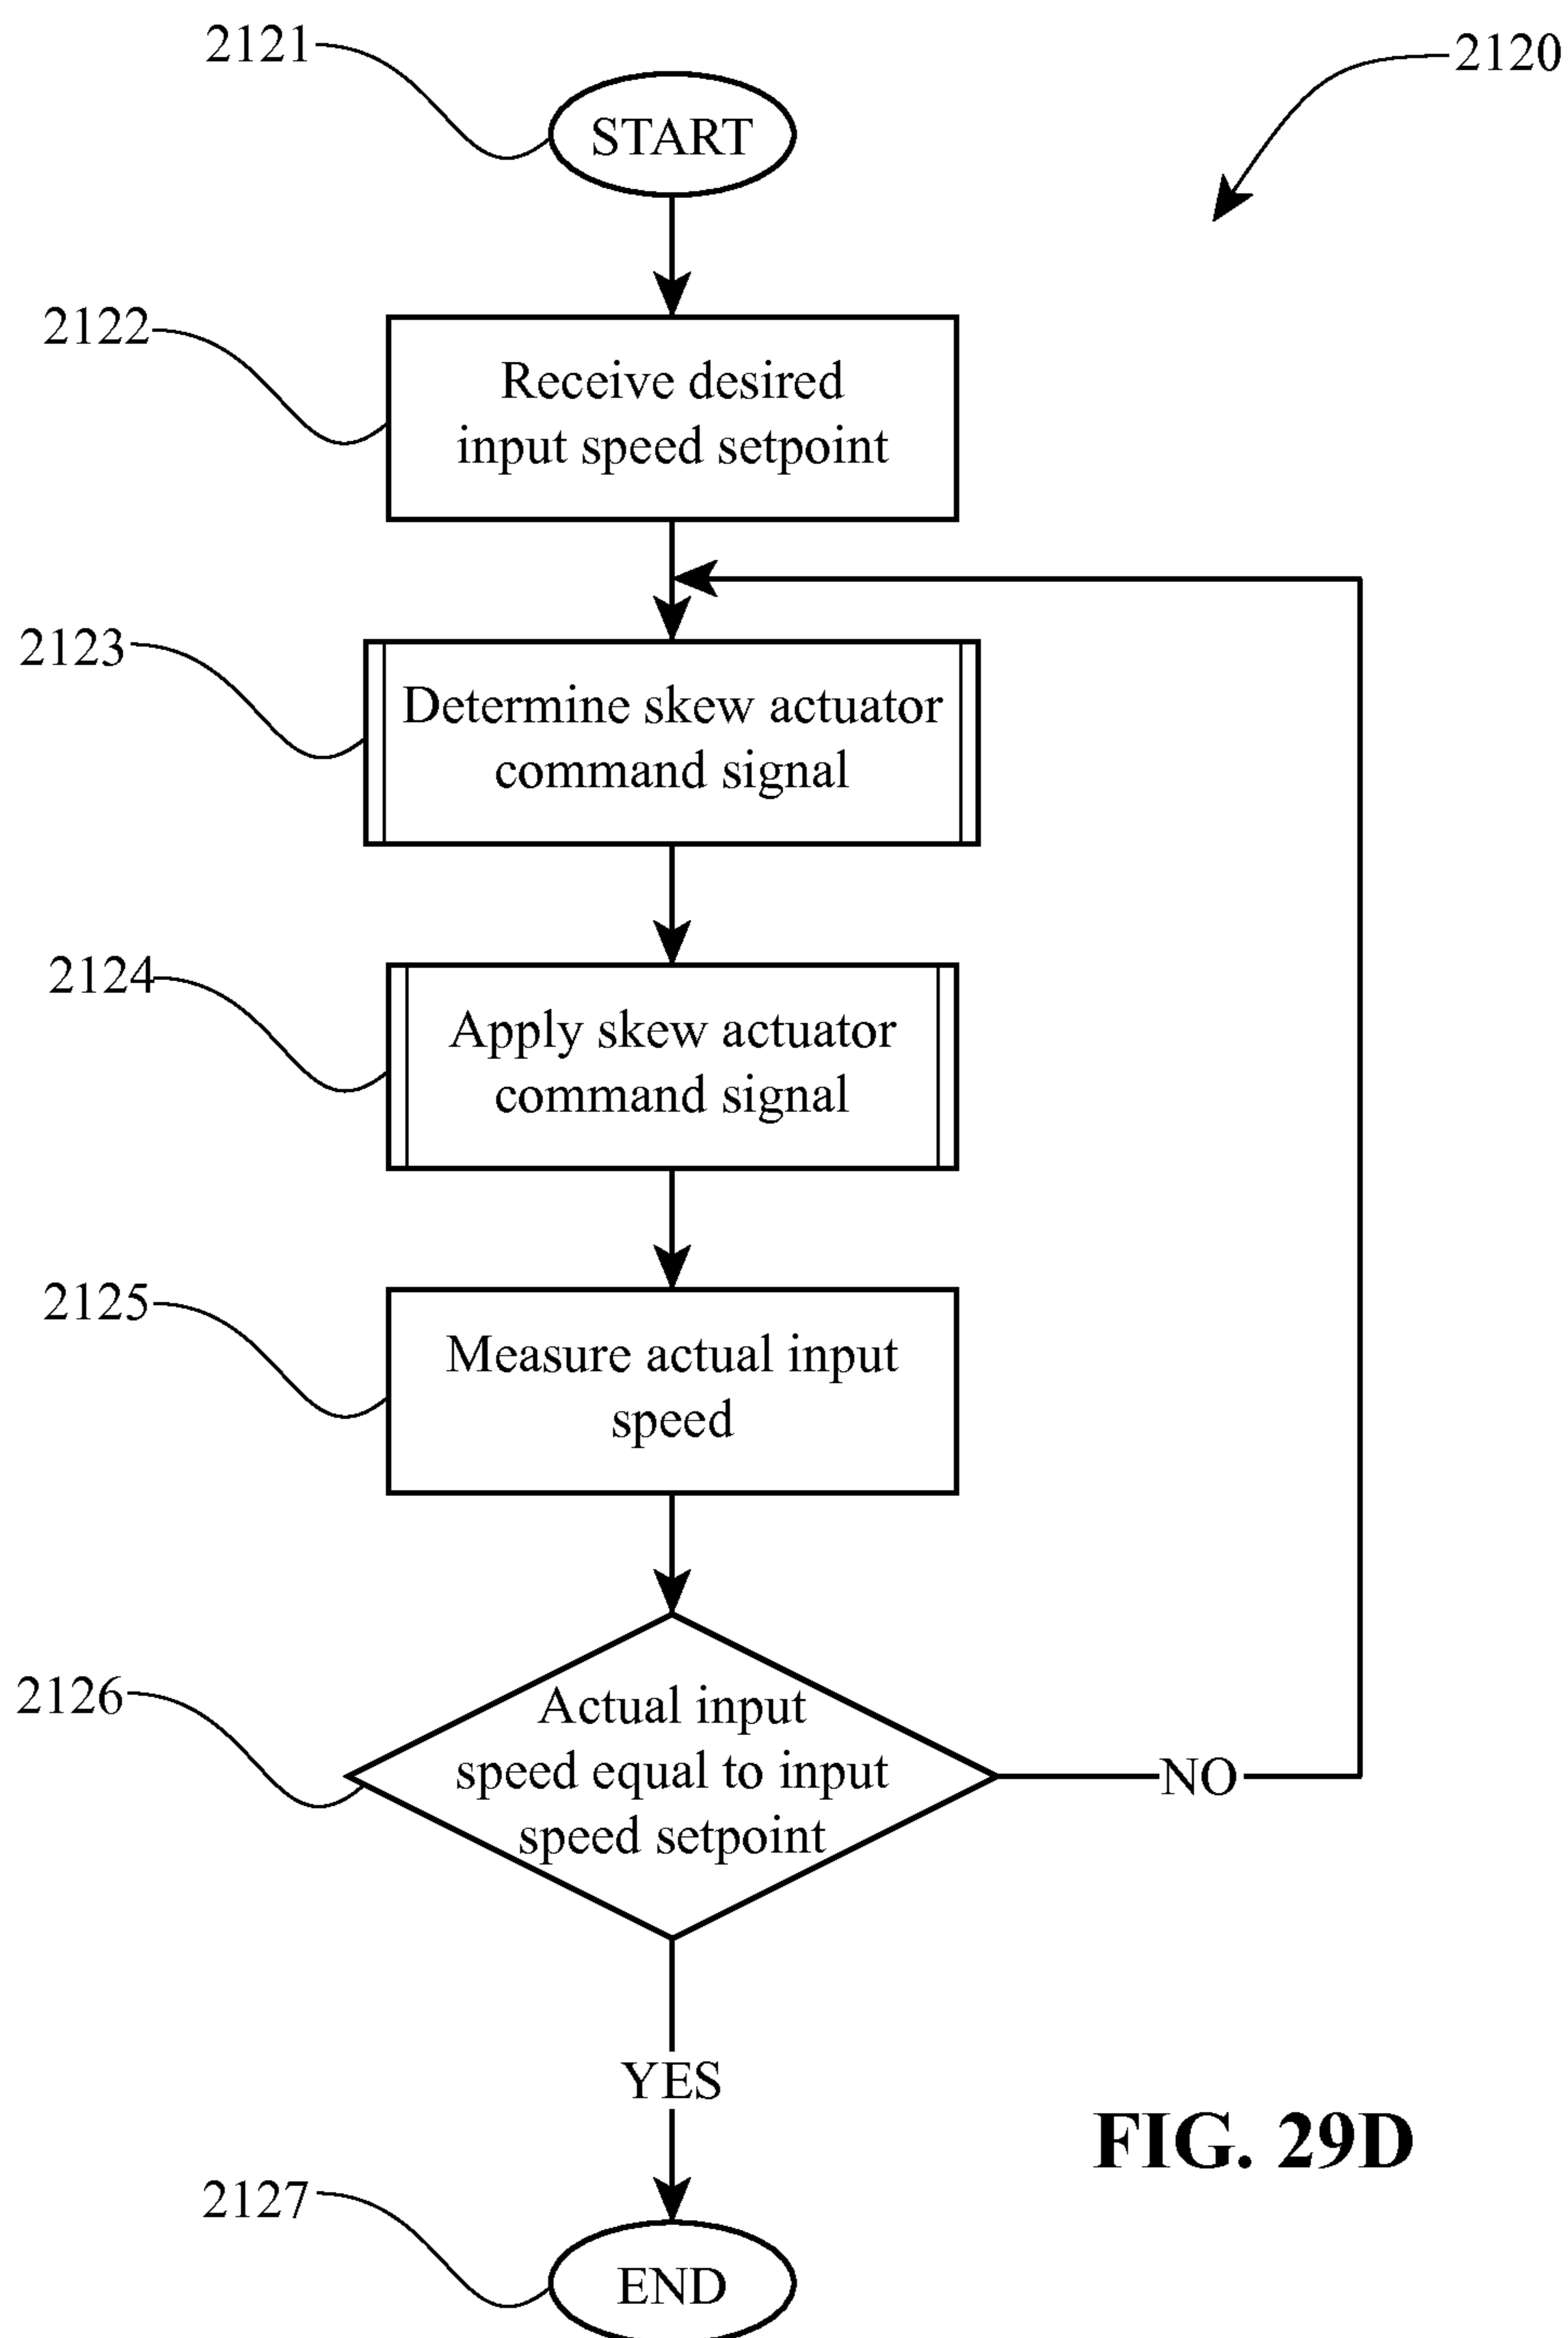 2121
2120
START
2122
Receive desired
input speed setpoint
2123
Determine skew actuator
command signal
2124
Apply skew actuator
command signal
2125
Measure actual input
speed
2126
Actual input
speed equal to input
speed setpoint
NO
YES
FIG. 29D
2127
END